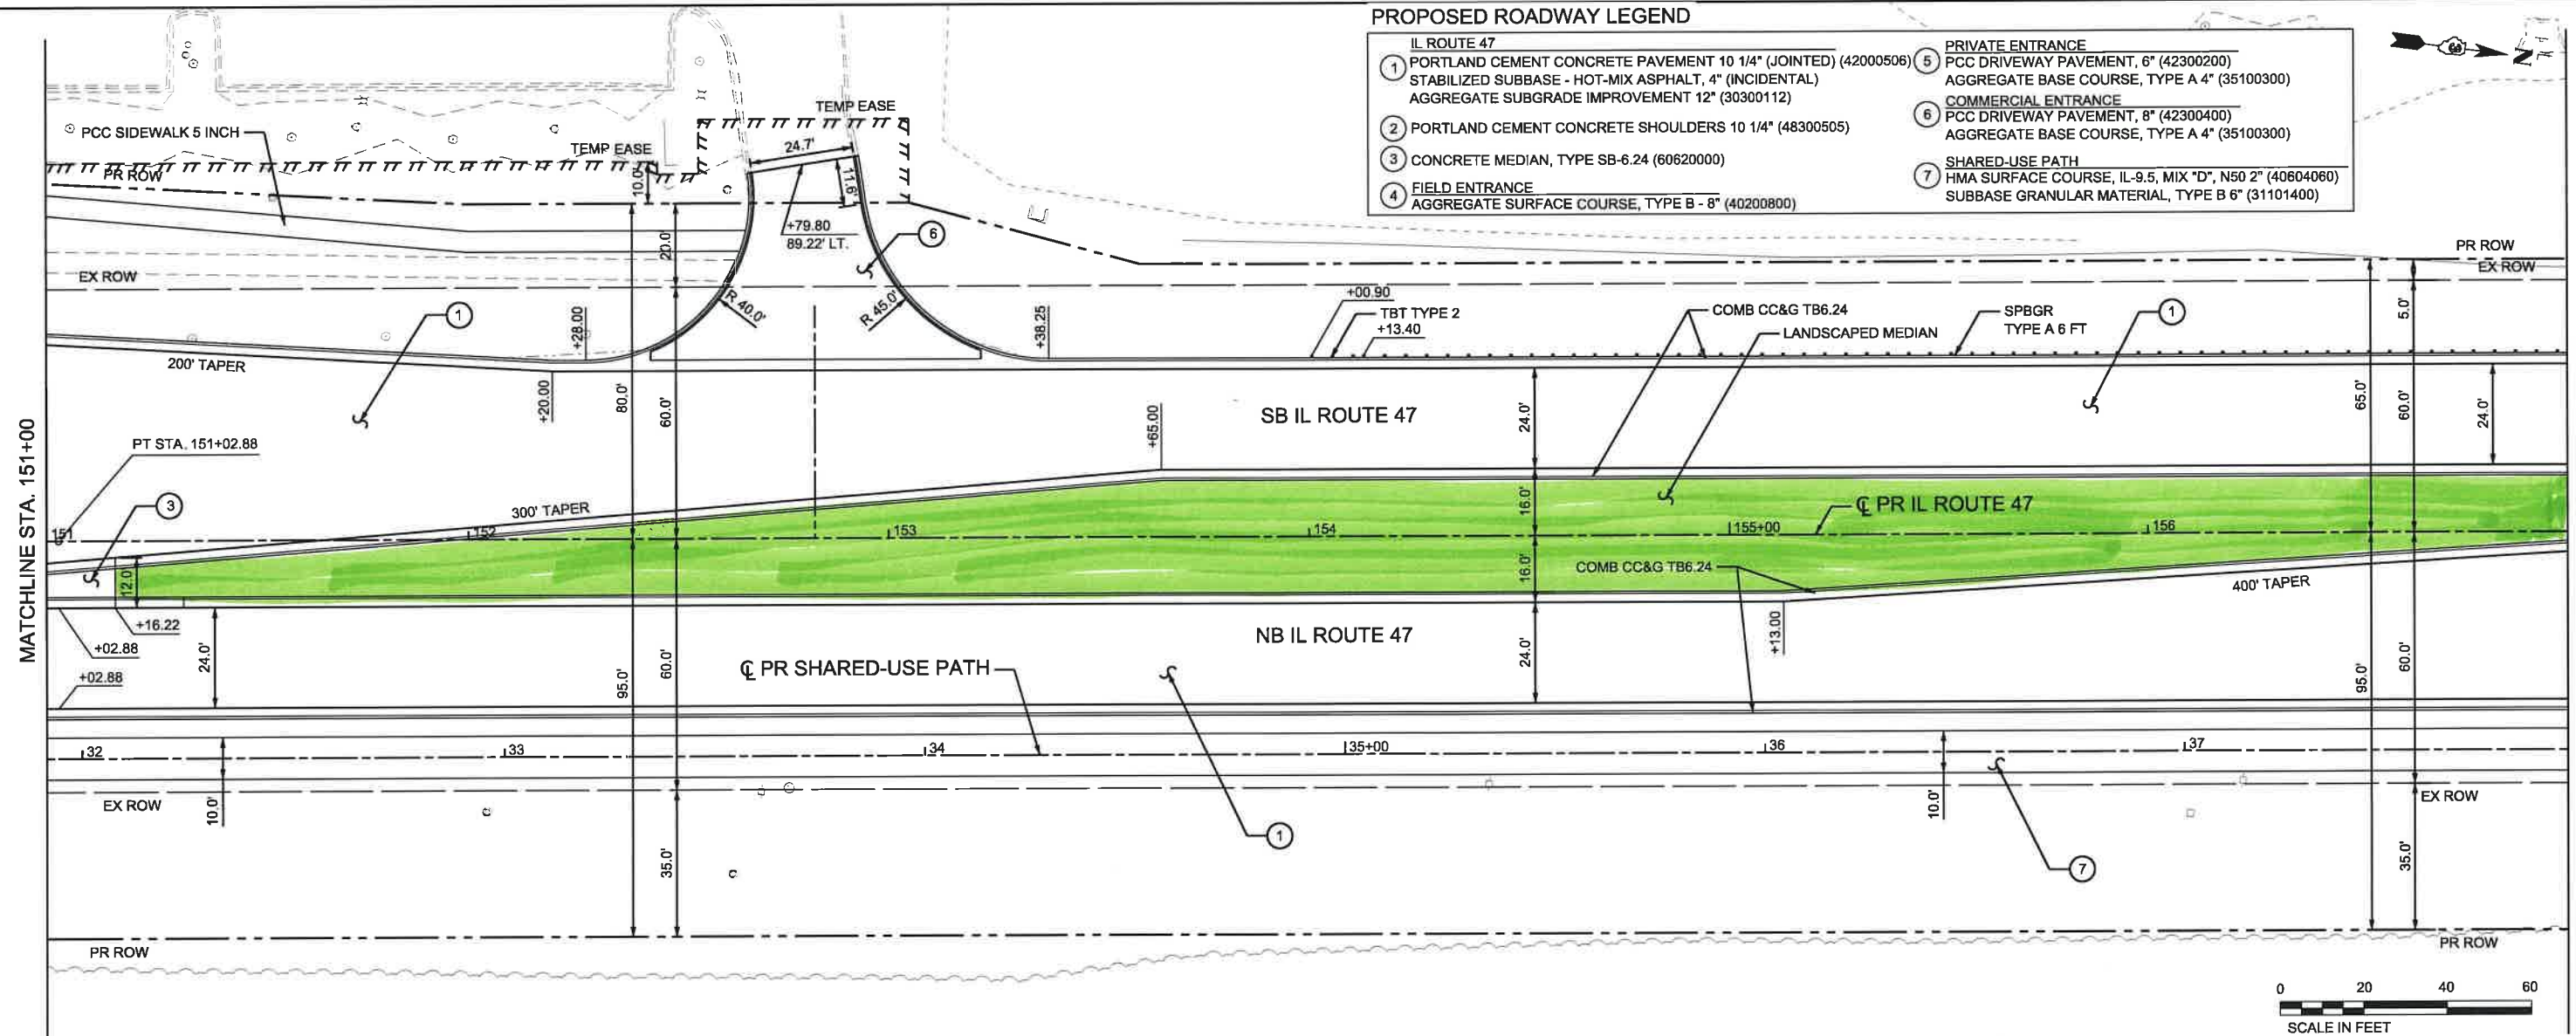 PROPOSED ROADWAY LEGEND
IL ROUTE 47
1 PORTLAND CEMENT CONCRETE PAVEMENT 10 1/4" (JOINTED) (42000506)
STABILIZED SUBBASE - HOT-MIX ASPHALT, 4" (INCIDENTAL)
AGGREGATE SUBGRADE IMPROVEMENT 12" (30300112)
2 PORTLAND CEMENT CONCRETE SHOULDERS 10 1/4" (48300505)
3 CONCRETE MEDIAN, TYPE SB-6.24 (60620000)
4 FIELD ENTRANCE
AGGREGATE SURFACE COURSE, TYPE B - 8" (40200800)
5 PRIVATE ENTRANCE
PCC DRIVEWAY PAVEMENT, 6" (42300200)
AGGREGATE BASE COURSE, TYPE A 4" (35100300)
6 COMMERCIAL ENTRANCE
PCC DRIVEWAY PAVEMENT, 8" (42300400)
AGGREGATE BASE COURSE, TYPE A 4" (35100300)
7 SHARED-USE PATH
HMA SURFACE COURSE, IL-9.5, MIX "D", N50 2" (40604060)
SUBBASE GRANULAR MATERIAL, TYPE B 6" (31101400)
N
TEMP EASE
PCC SIDEWALK 5 INCH
TEMP EASE
24.7'
11.6'
10.0'
PR ROW
+79.80
89.22' LT.
6
20.0'
EX ROW
PR ROW
EX ROW
R 40.0'
R 45.0'
+00.90
TBT TYPE 2
+13.40
COMB CC&G TB6.24
LANDSCAPED MEDIAN
SPBGR
TYPE A 6 FT
1
5.0'
1
+28.00
+38.25
200' TAPER
+20.00
80.0'
60.0'
+65.00
SB IL ROUTE 47
24.0'
65.0'
60.0'
24.0'
MATCHLINE STA. 151+00
PT STA. 151+02.88
3
300' TAPER
16.0'
℄ PR IL ROUTE 47
151
152
153
154
155+00
156
12.0'
16.0'
COMB CC&G TB6.24
400' TAPER
+16.22
+02.88
24.0'
+02.88
NB IL ROUTE 47
24.0'
+13.00
95.0'
60.0'
℄ PR SHARED-USE PATH
95.0'
60.0'
32
33
34
35+00
36
37
EX ROW
10.0'
10.0'
EX ROW
35.0'
1
7
35.0'
PR ROW
PR ROW
0 20 40 60
SCALE IN FEET